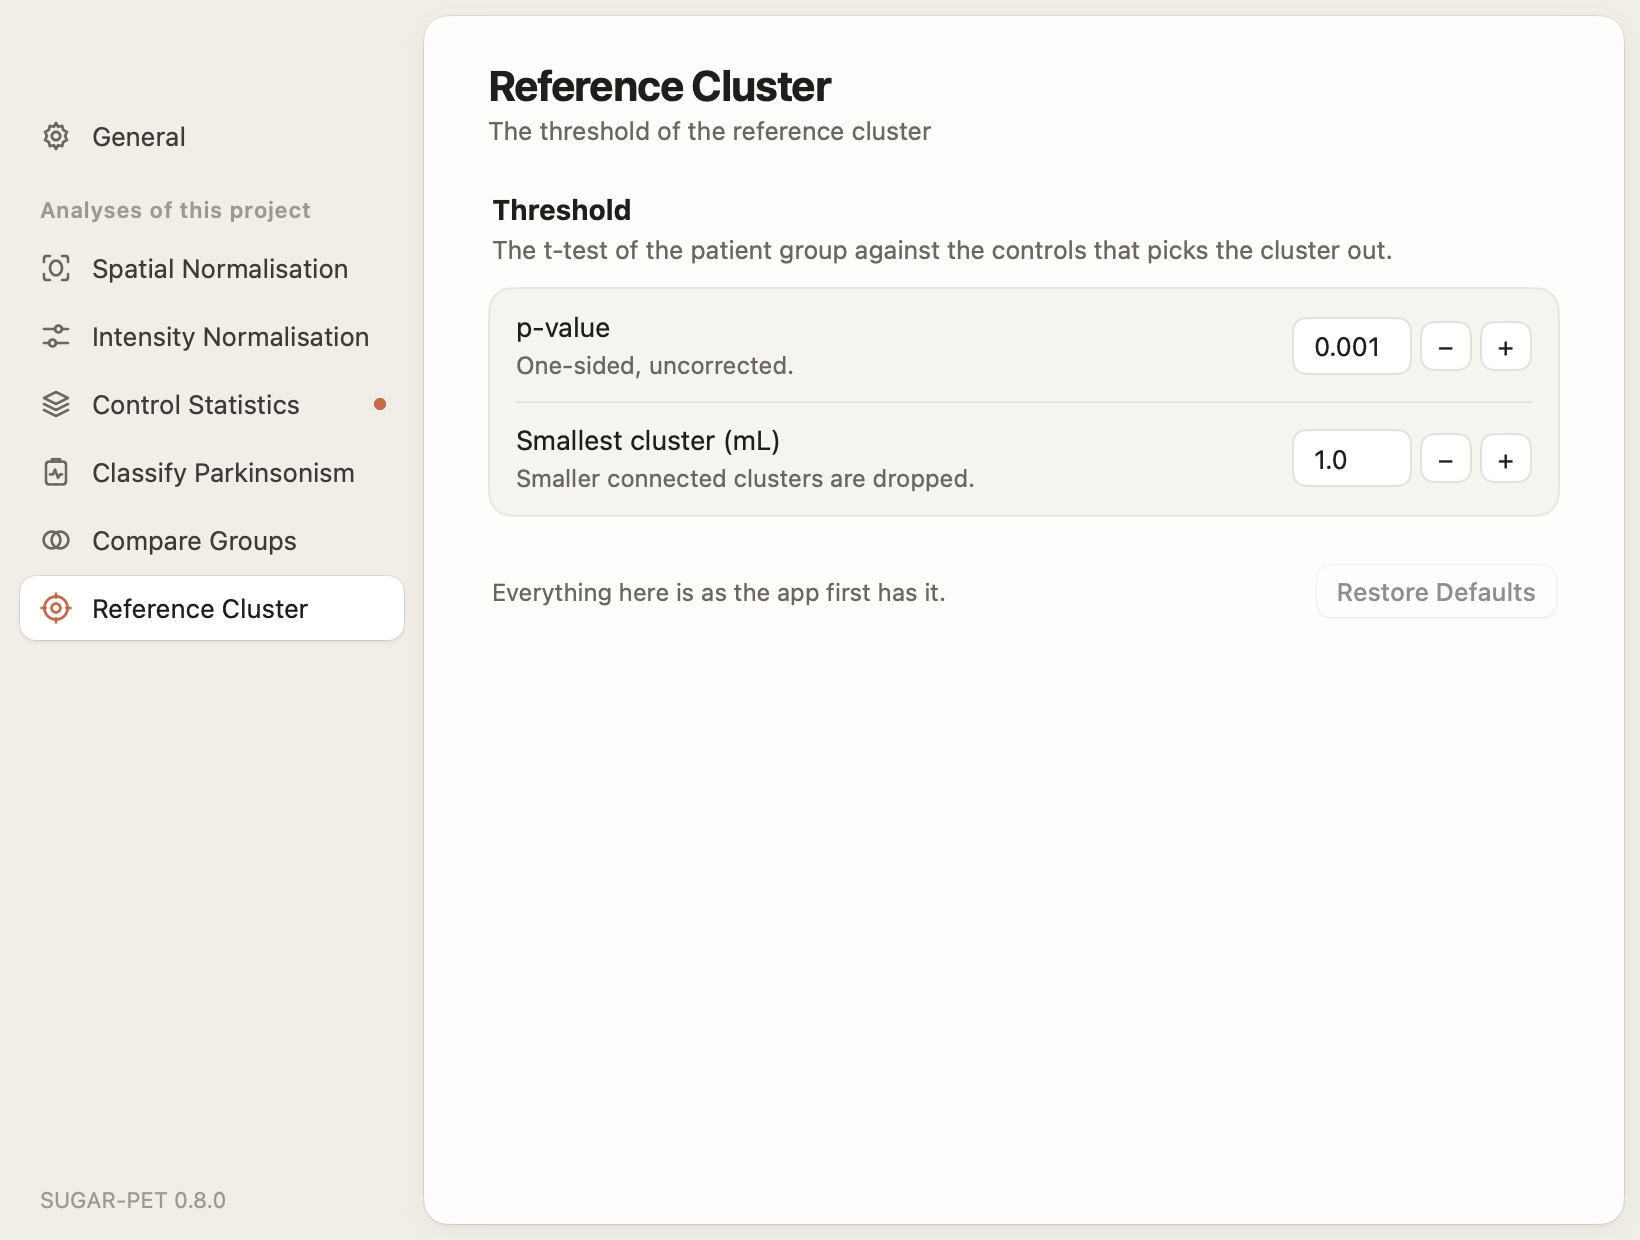 General
Analyses of this project
Spatial Normalisation
Intensity Normalisation
Control Statistics
Classify Parkinsonism
Compare Groups
Reference Cluster
SUGAR-PET 0.8.0
Reference Cluster
The threshold of the reference cluster
Threshold
The t-test of the patient group against the controls that picks the cluster out.
p-value
One-sided, uncorrected.
0.001 − +
Smallest cluster (mL)
Smaller connected clusters are dropped.
1.0 − +
Everything here is as the app first has it.
Restore Defaults